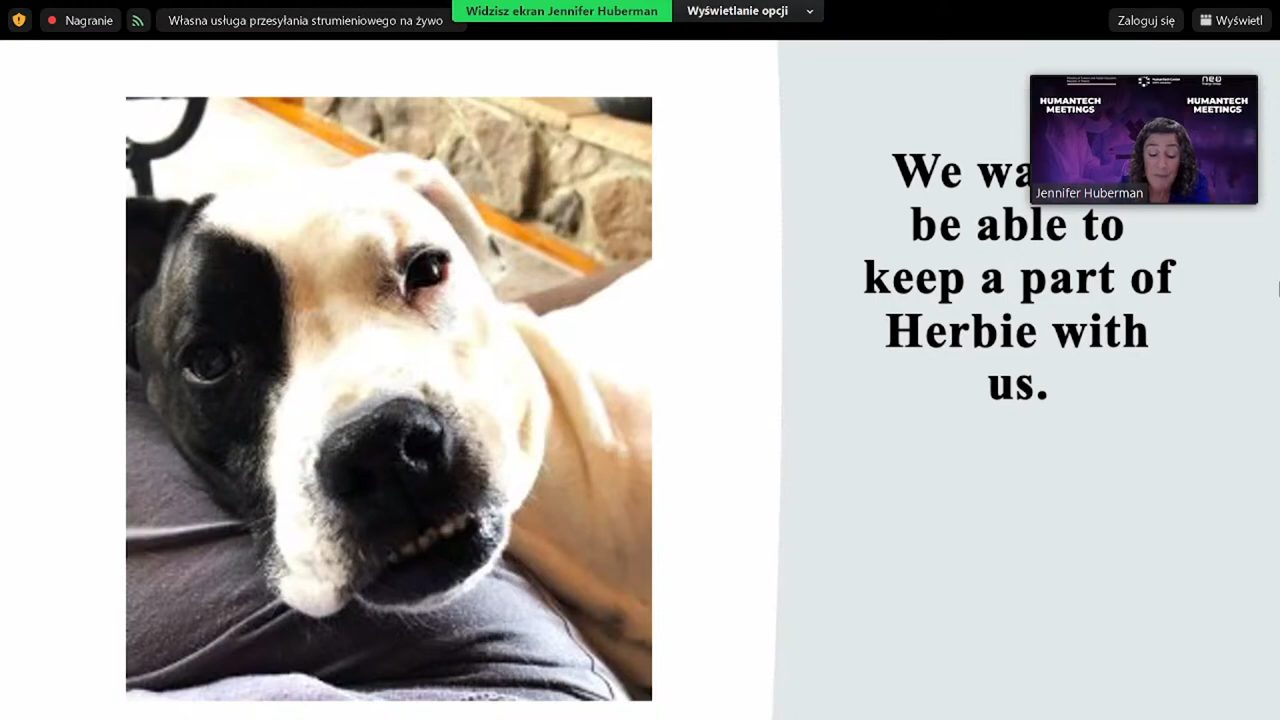 Nagranie
Własna usługa przesyłania strumieniowego na żywo
Widzisz ekran Jennifer Huberman
Wyświetlanie opcji
Zaloguj się
Wyświetl
HUMANTECH
MEETINGS
HUMANTECH
MEETINGS
Jennifer Huberman
We
be able to
keep a part of
Herbie with
us.